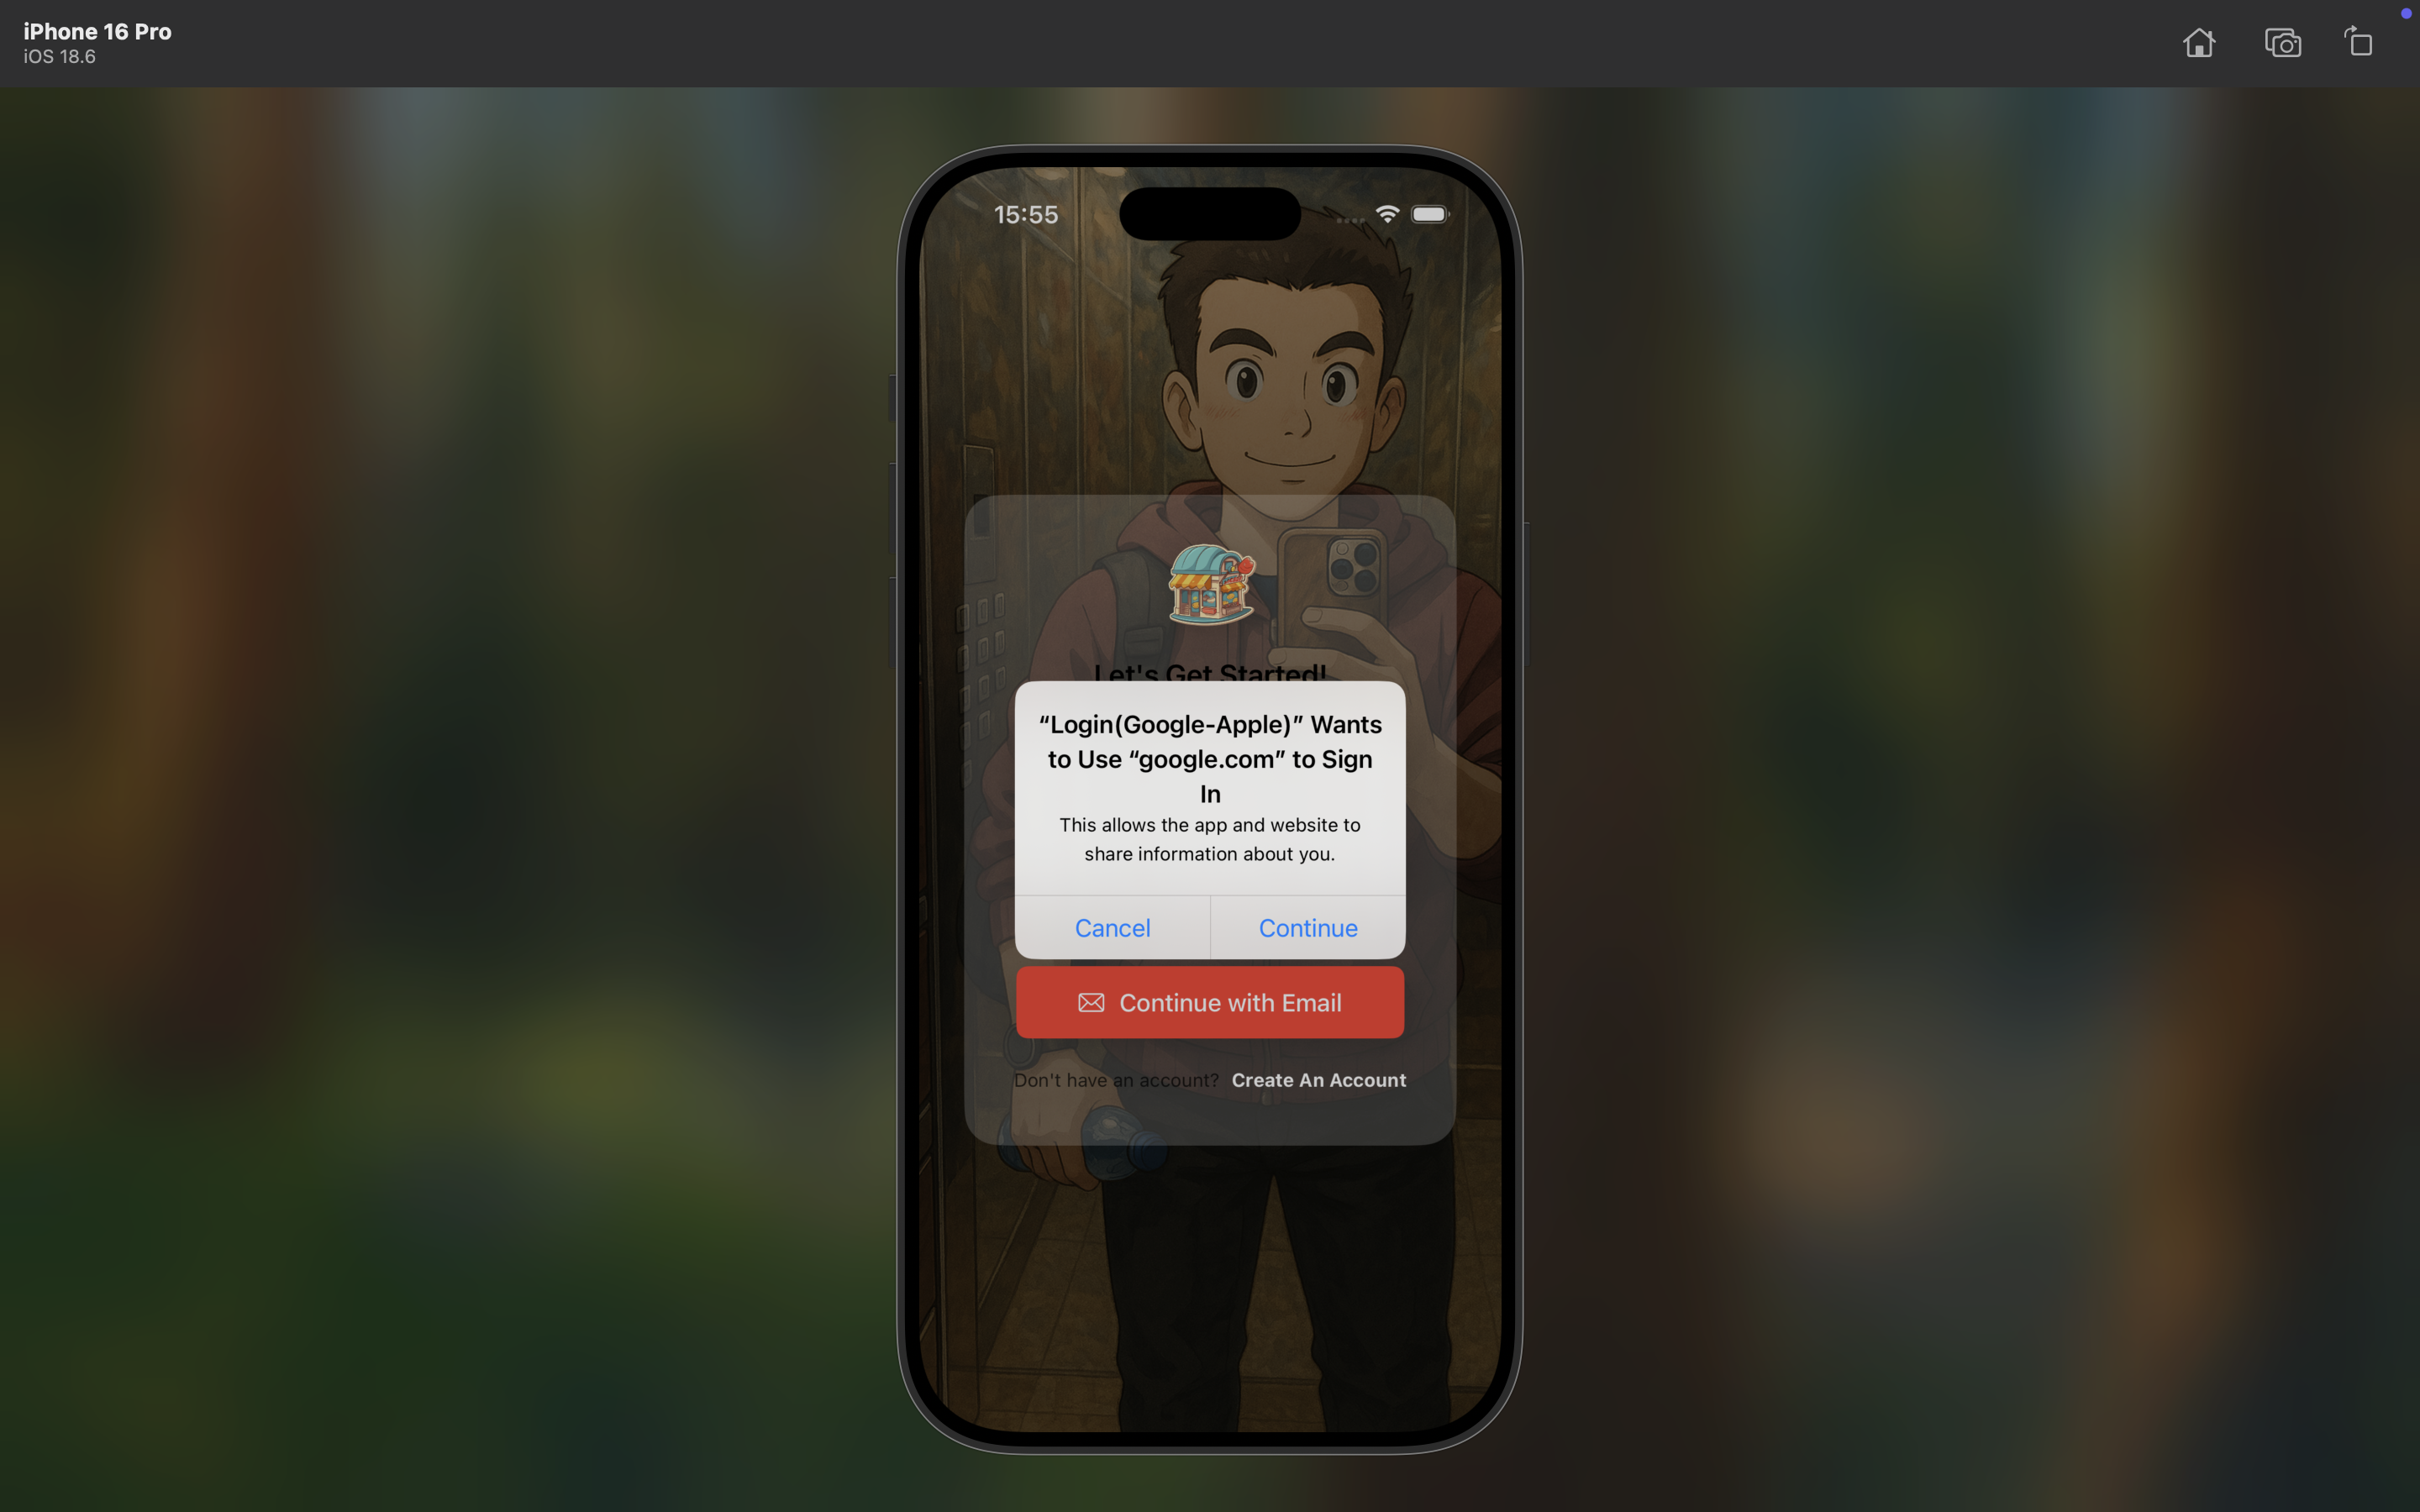 iPhone 16 Pro
iOS 18.6
15:55
Let's Get Started!
“Login(Google-Apple)” Wants
to Use “google.com” to Sign
In
This allows the app and website to
share information about you.
Cancel Continue
Continue with Email
Don't have an account? Create An Account